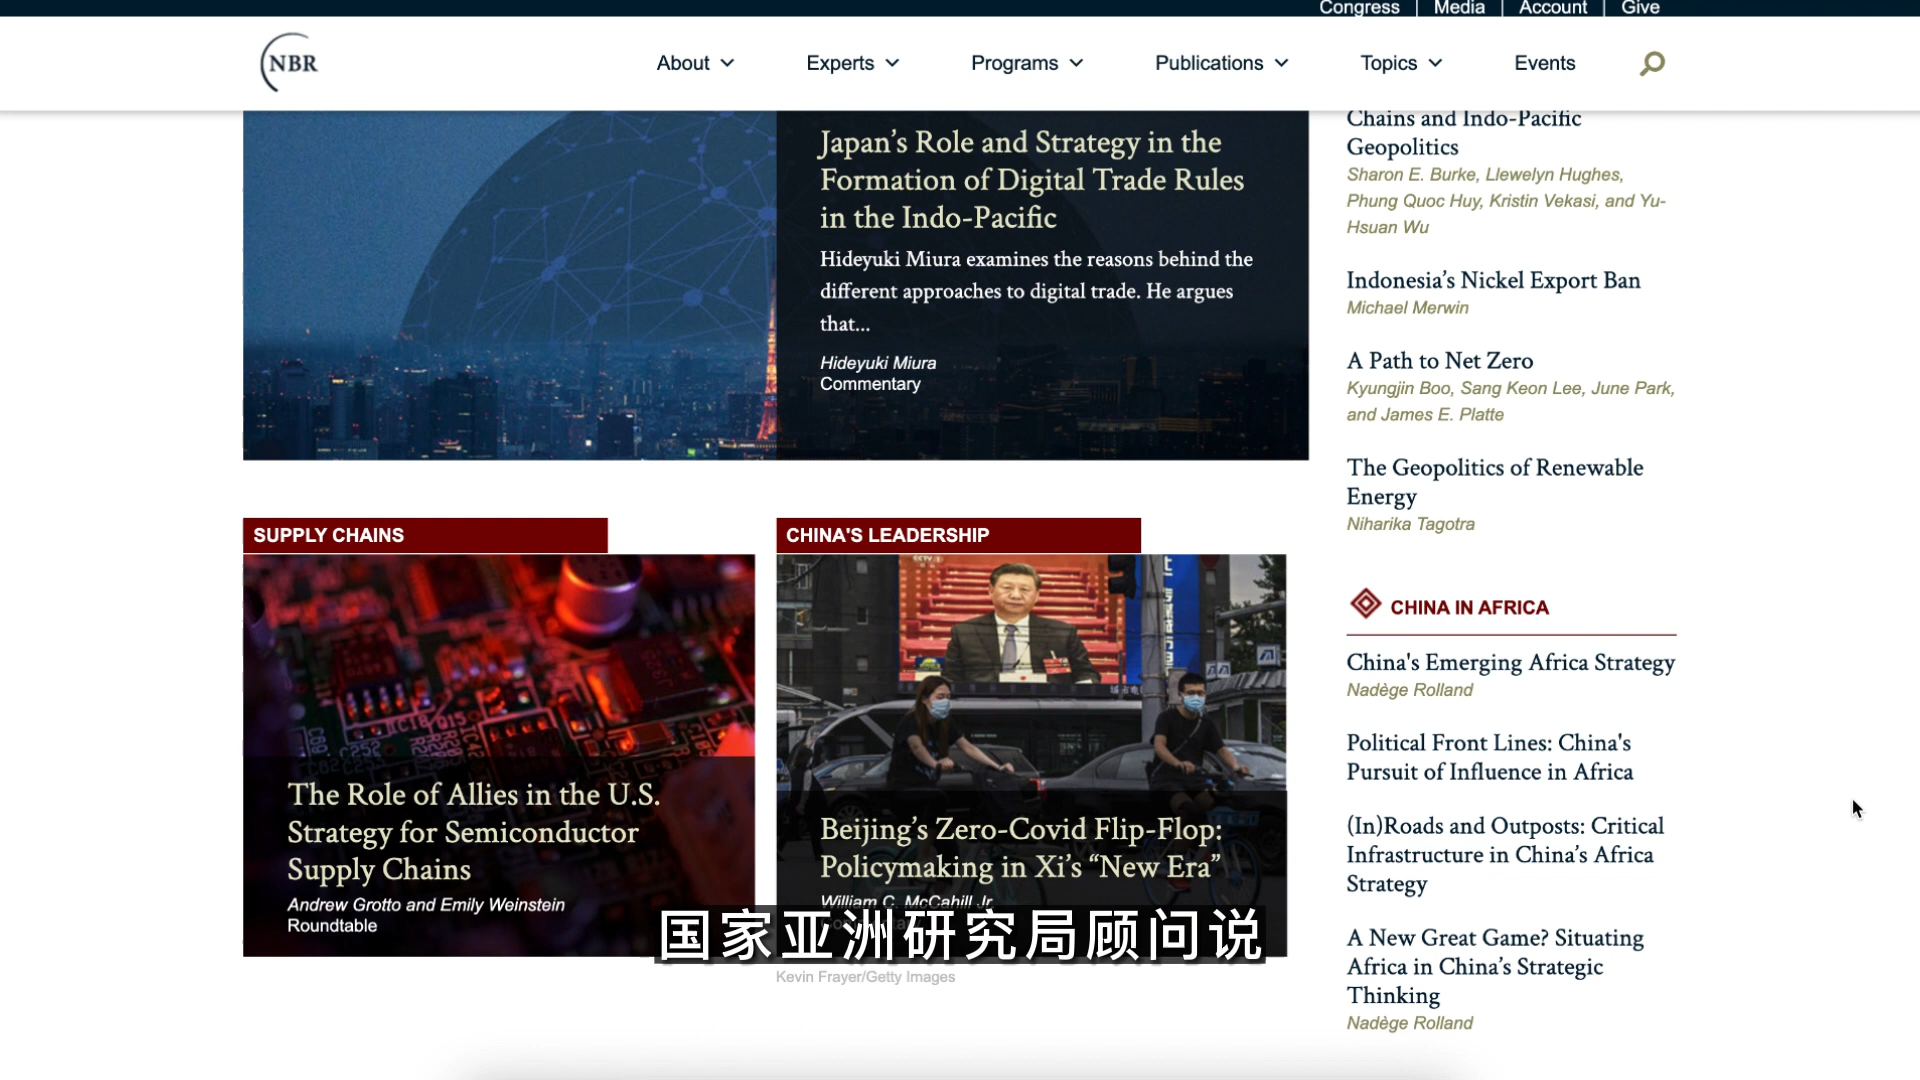 Congress | Media | Account | Give
NBR
About
Experts
Programs
Publications
Topics
Events
Japan’s Role and Strategy in the
Formation of Digital Trade Rules
in the Indo-Pacific
Hideyuki Miura examines the reasons behind the
different approaches to digital trade. He argues
that...
Hideyuki Miura
Commentary
SUPPLY CHAINS
The Role of Allies in the U.S.
Strategy for Semiconductor
Supply Chains
Andrew Grotto and Emily Weinstein
Roundtable
CHINA'S LEADERSHIP
Beijing’s Zero-Covid Flip-Flop:
Policymaking in Xi’s “New Era”
William C. McCahill Jr.
国家亚洲研究局顾问说
Kevin Frayer/Getty Images
Chains and Indo-Pacific
Geopolitics
Sharon E. Burke, Llewelyn Hughes,
Phung Quoc Huy, Kristin Vekasi, and Yu-
Hsuan Wu
Indonesia’s Nickel Export Ban
Michael Merwin
A Path to Net Zero
Kyungjin Boo, Sang Keon Lee, June Park,
and James E. Platte
The Geopolitics of Renewable
Energy
Niharika Tagotra
CHINA IN AFRICA
China's Emerging Africa Strategy
Nadège Rolland
Political Front Lines: China's
Pursuit of Influence in Africa
(In)Roads and Outposts: Critical
Infrastructure in China’s Africa
Strategy
A New Great Game? Situating
Africa in China’s Strategic
Thinking
Nadège Rolland